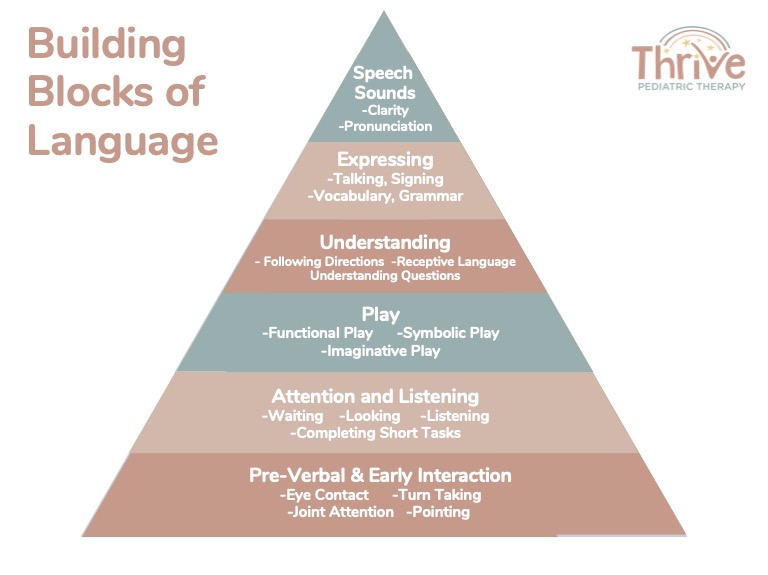 Building
Blocks of
Language
Thrive
PEDIATRIC THERAPY
Speech
Sounds
-Clarity
-Pronunciation
Expressing
-Talking, Signing
-Vocabulary, Grammar
Understanding
- Following Directions -Receptive Language
Understanding Questions
Play
-Functional Play -Symbolic Play
-Imaginative Play
Attention and Listening
-Waiting -Looking -Listening
-Completing Short Tasks
Pre-Verbal & Early Interaction
-Eye Contact -Turn Taking
-Joint Attention -Pointing